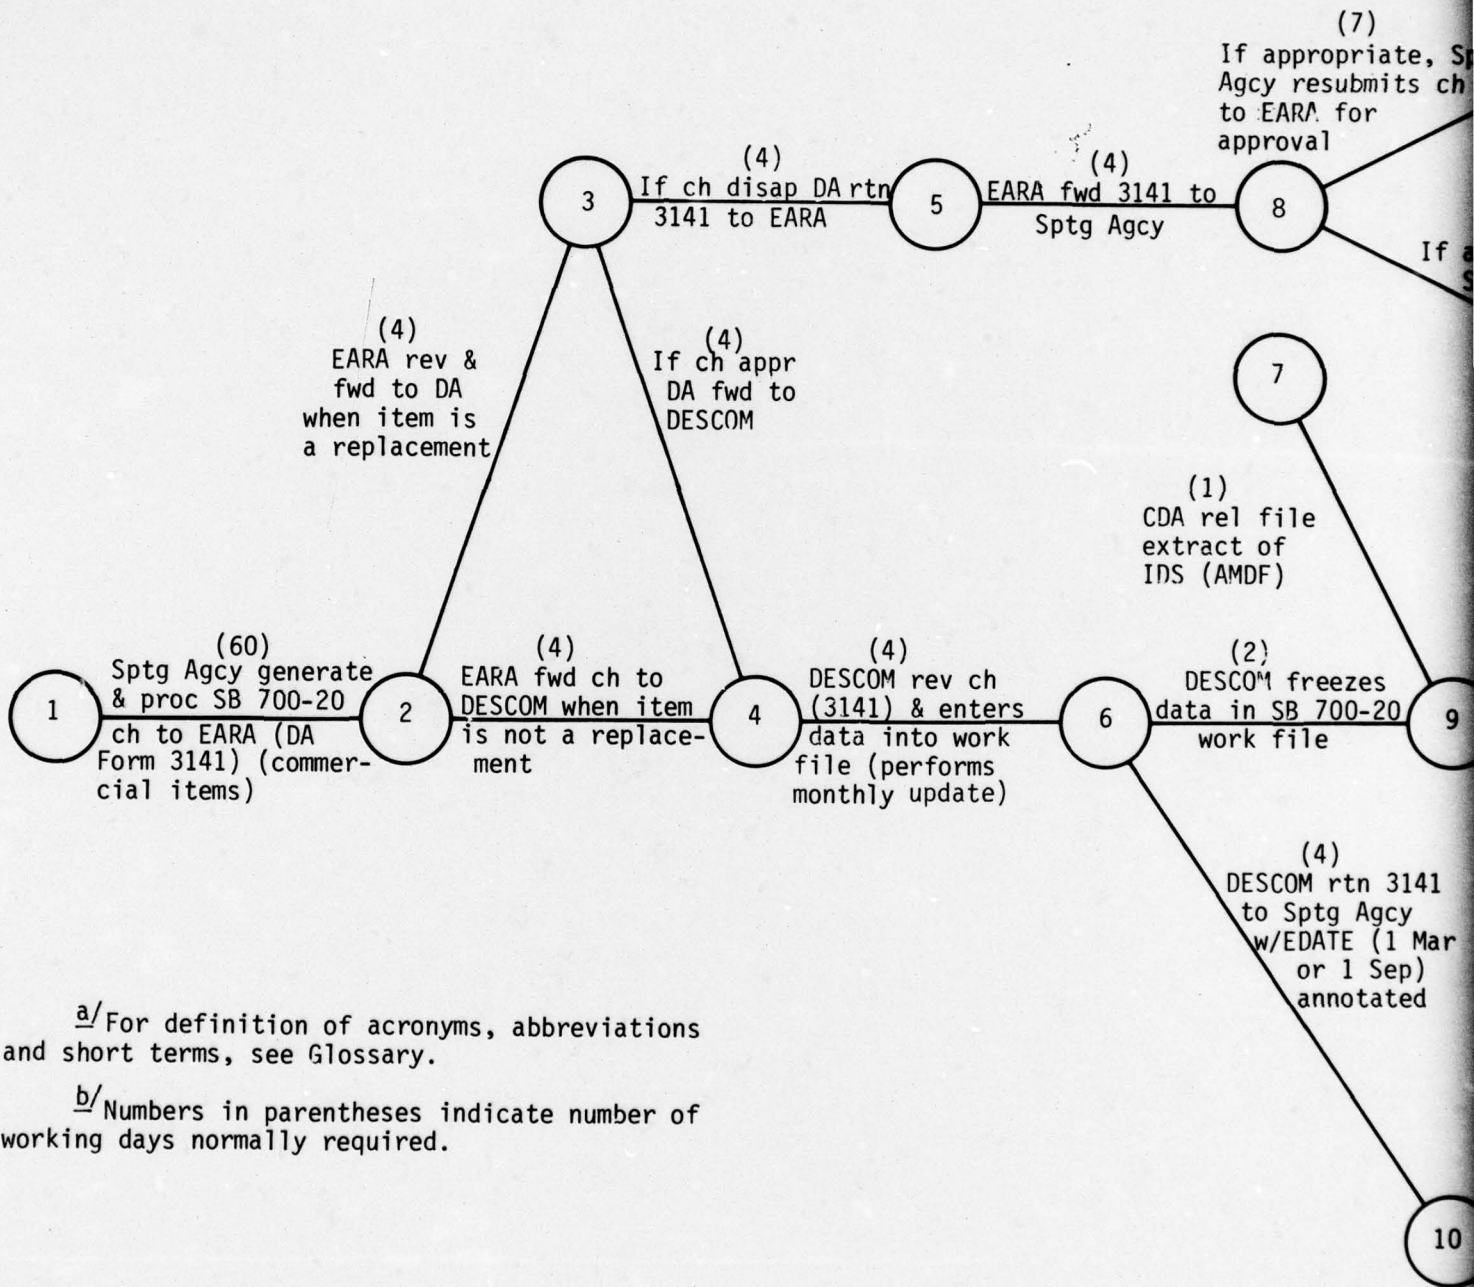 (7)
If appropriate,
Agcy resubmits ch
to EARA for
approval
3
(4)
If ch disap DA rtn
3141 to EARA
5
(4)
EARA fwd 3141 to
Sptg Agcy
8
If
(4)
EARA rev &
fwd to DA
when item is
a replacement
(4)
If ch appr
DA fwd to
DESCOM
7
(1)
CDA rel file
extract of
IDS (AMDF)
1
(60)
Sptg Agcy generate
& proc SB 700-20
ch to EARA (DA
Form 3141) (commer-
cial items)
2
(4)
EARA fwd ch to
DESCOM when item
is not a replace-
ment
4
(4)
DESCOM rev ch
(3141) & enters
data into work
file (performs
monthly update)
6
(2)
DESCOM freezes
data in SB 700-20
work file
9
(4)
DESCOM rtn 3141
to Sptg Agcy
w/EDATE (1 Mar
or 1 Sep)
annotated
10
a/For definition of acronyms, abbreviations
and short terms, see Glossary.
b/Numbers in parentheses indicate number of
working days normally required.